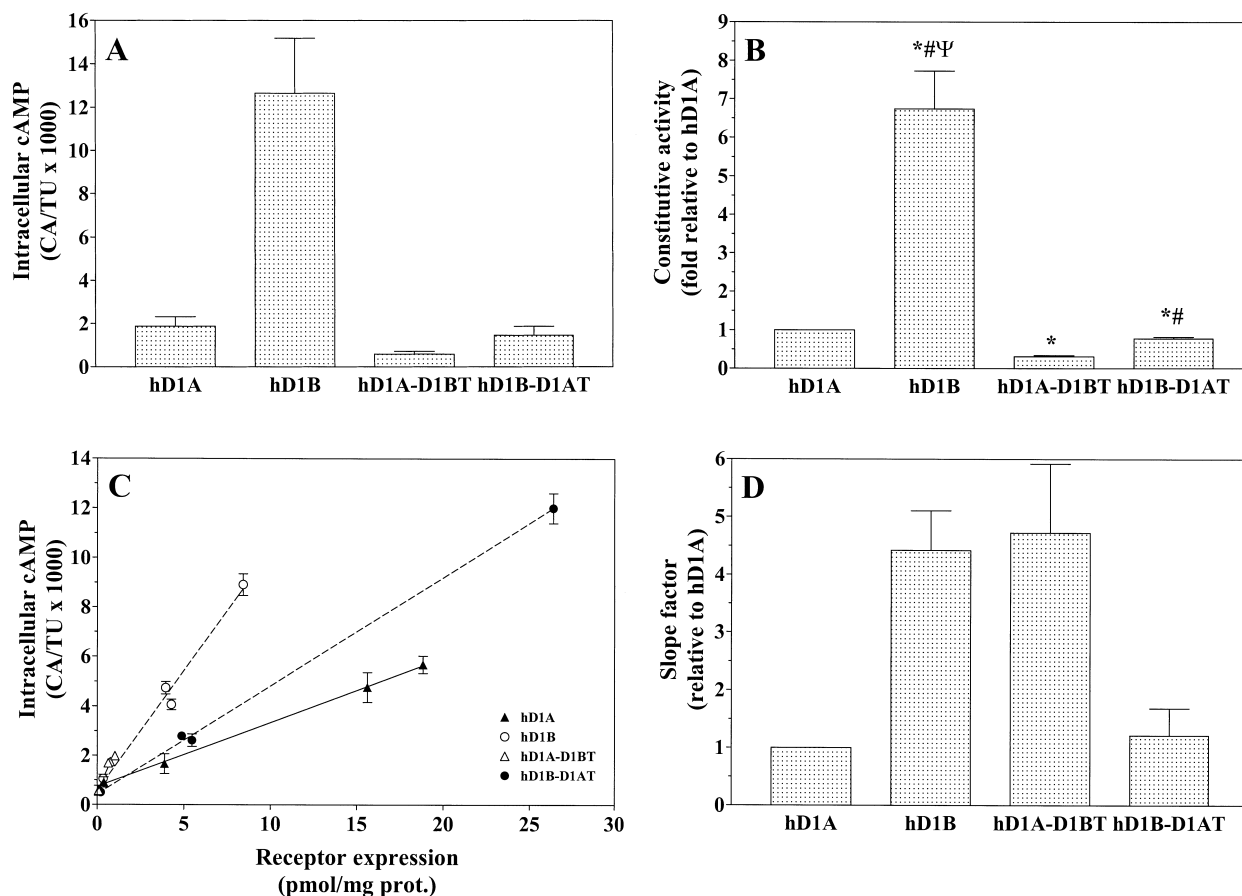 A
Intracellular cAMP
(CA/TU x 1000)
16
14
12
10
8
6
4
2
0
hD1A hD1B hD1A-D1BT hD1B-D1AT
B
Constitutive activity
(fold relative to hD1A)
9
8
7
6
5
4
3
2
1
0
*#Ψ
*
*#
hD1A hD1B hD1A-D1BT hD1B-D1AT
C
Intracellular cAMP
(CA/TU x 1000)
14
12
10
8
6
4
2
0
hD1A
hD1B
hD1A-D1BT
hD1B-D1AT
0 5 10 15 20 25 30
Receptor expression
(pmol/mg prot.)
D
Slope factor
(relative to hD1A)
6
5
4
3
2
1
0
hD1A hD1B hD1A-D1BT hD1B-D1AT